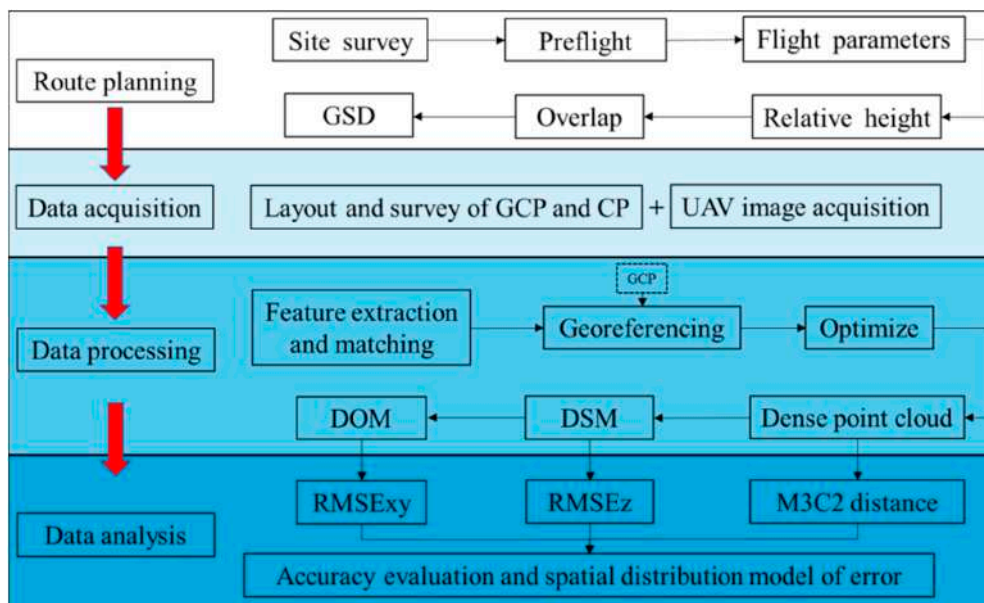 Route planning
Site survey
Preflight
Flight parameters
GSD
Overlap
Relative height
Data acquisition
Layout and survey of GCP and CP + UAV image acquisition
Data processing
GCP
Feature extraction
and matching
Georeferencing
Optimize
DOM
DSM
Dense point cloud
Data analysis
RMSExy
RMSEz
M3C2 distance
Accuracy evaluation and spatial distribution model of error